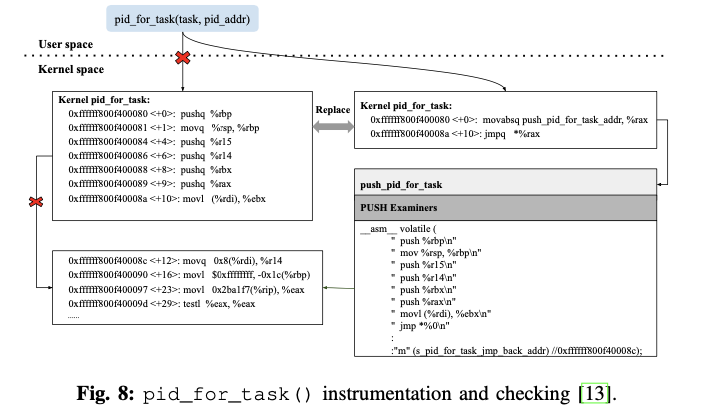 pid_for_task(task, pid_addr)
User space
Kernel space
Kernel pid_for_task:
0xffffff800f400080 <+0>: pushq %rbp
0xffffff800f400081 <+1>: movq %rsp, %rbp
0xffffff800f400084 <+4>: pushq %r15
0xffffff800f400086 <+6>: pushq %r14
0xffffff800f400088 <+8>: pushq %rbx
0xffffff800f400089 <+9>: pushq %rax
0xffffff800f40008a <+10>: movl (%rdi), %ebx
Replace
Kernel pid_for_task:
0xffffff800f400080 <+0>: movabsq push_pid_for_task_addr, %rax
0xffffff800f40008a <+10>: jmpq *%rax
0xffffff800f40008c <+12>: movq 0x8(%rdi), %r14
0xffffff800f400090 <+16>: movl $0xffffffff, -0x1c(%rbp)
0xffffff800f400097 <+23>: movl 0x2ba1f7(%rip), %eax
0xffffff800f40009d <+29>: testl %eax, %eax
......
push_pid_for_task
PUSH Examiners
__asm__ volatile (
" push %rbp\n"
" mov %rsp, %rbp\n"
" push %r15\n"
" push %r14\n"
" push %rbx\n"
" push %rax\n"
" movl (%rdi), %ebx\n"
" jmp *%0\n"
:
:"m" (s_pid_for_task_jmp_back_addr) //0xffffff800f40008c);
Fig. 8: pid_for_task() instrumentation and checking [13].